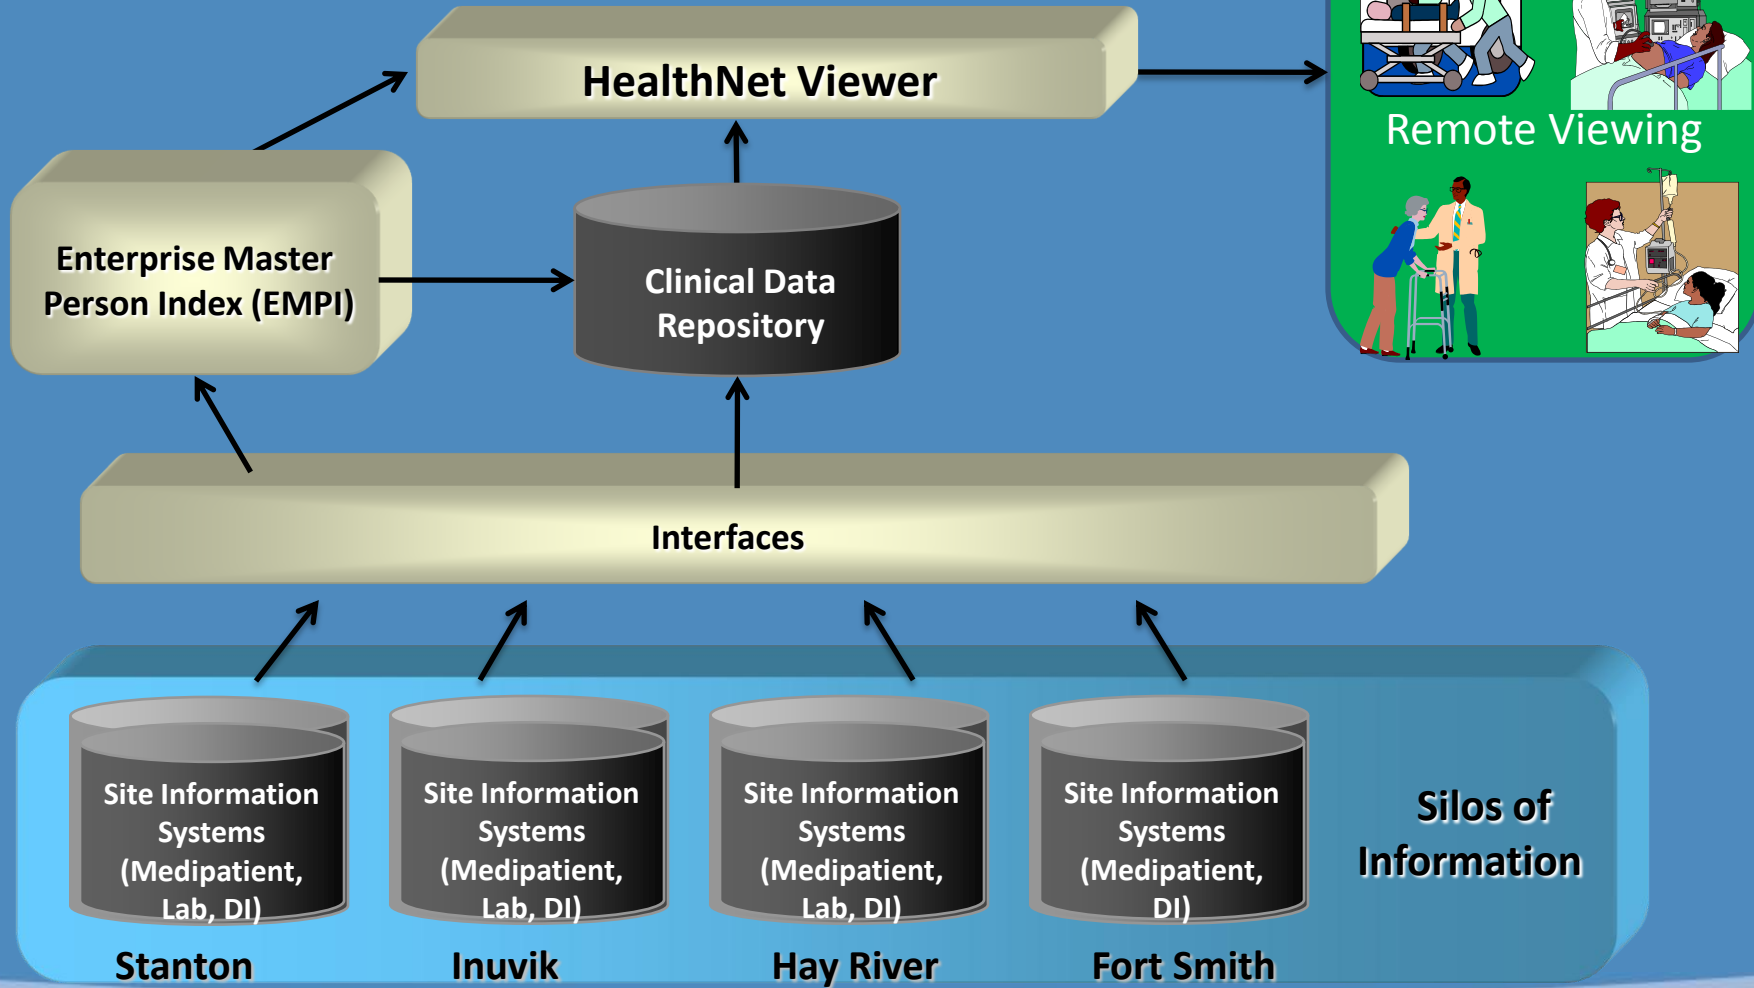 HealthNet Viewer
Remote Viewing
Enterprise Master
Person Index (EMPI)
Clinical Data
Repository
Interfaces
Site Information
Systems
(Medipatient,
Lab, DI)
Stanton
Site Information
Systems
(Medipatient,
Lab, DI)
Inuvik
Site Information
Systems
(Medipatient,
Lab, DI)
Hay River
Site Information
Systems
(Medipatient,
DI)
Fort Smith
Silos of
Information